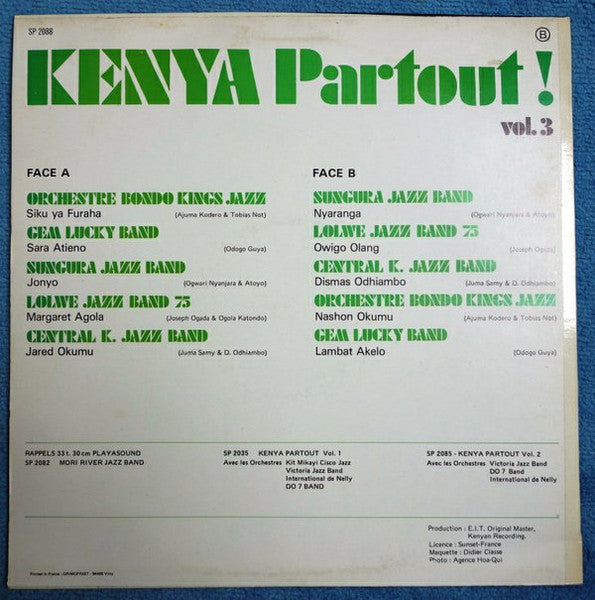 SP 2088
B
KENYA Partout !
vol. 3
FACE A
ORCHESTRE BONDO KINGS JAZZ
Siku ya Furaha (Ajuma Kodero & Tobias Not)
GEM LUCKY BAND
Sara Atieno (Odogo Guya)
SUNGURA JAZZ BAND
Jonyo (Ogwari Nyanjara & Atoyo)
LOLWE JAZZ BAND 75
Margaret Agola (Joseph Ogada & Ogola Katondo)
CENTRAL K. JAZZ BAND
Jared Okumu (Juma Samy & D. Odhiambo)
FACE B
SUNGURA JAZZ BAND
Nyaranga (Ogwari Nyanjara & Atoyo)
LOLWE JAZZ BAND 75
Owigo Olang (Joseph
CENTRAL K. JAZZ BAND
Dismas Odhiambo (Juma Samy & D. Odhiambo)
ORCHESTRE BONDO KINGS JAZZ
Nashon Okumu (Ajuma Kodero & Tobias Not)
GEM LUCKY BAND
Lambat Akelo (Odogo Guya)
RAPPELS 33 t. 30 cm PLAYASOUND
SP 2082 MORI RIVER JAZZ BAND
SP 2035 KENYA PARTOUT Vol. 1
Avec les Orchestres Kit Mikayi Cisco Jazz
Victoria Jazz Band
International de Nelly
DO 7 BAND
SP 2085 - KENYA PARTOUT Vol. 2
Avec les Orchestres Victoria Jazz Band
DO 7 Band
International de Nelly
Production : E.I.T. Original Master,
Kenyan Recording.
Licence : Sunset-France
Maquette : Didier Classe
Photo : Agence Hoa-Qui
Printed in France